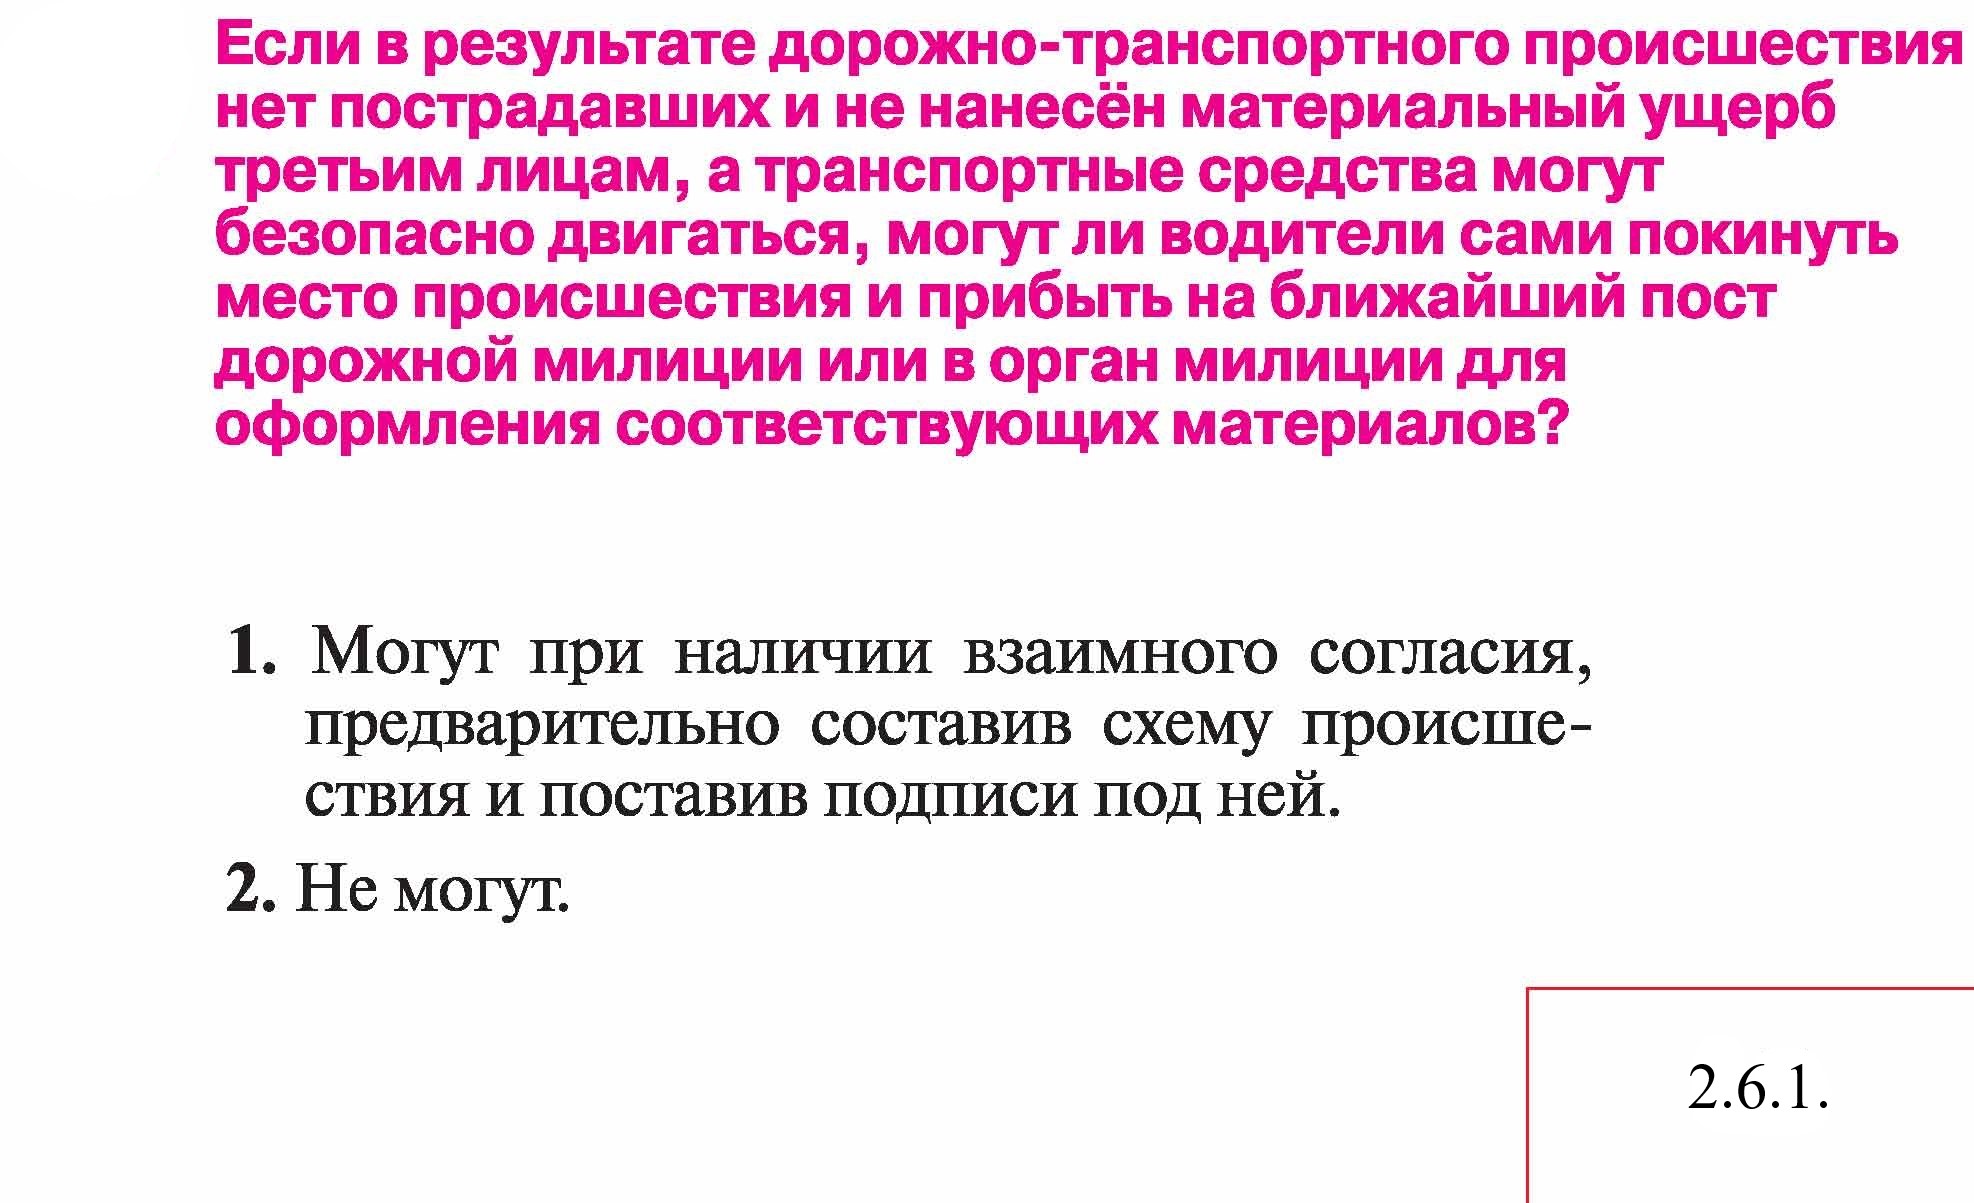 Если в результате дорожно-транспортного происшествия
нет пострадавших и не нанесён материальный ущерб
третьим лицам, а транспортные средства могут
безопасно двигаться, могут ли водители сами покинуть
место происшествия и прибыть на ближайший пост
дорожной милиции или в орган милиции для
оформления соответствующих материалов?
1. Могут при наличии взаимного согласия,
предварительно составив схему происше-
ствия и поставив подписи под ней.
2. Не могут.
2.6.1.